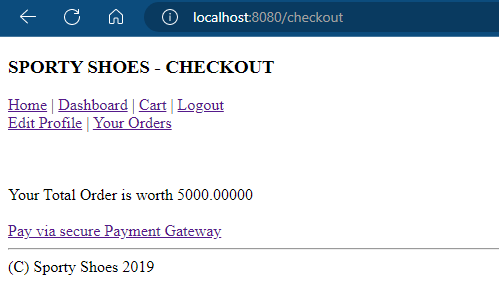 localhost:8080/checkout
SPORTY SHOES - CHECKOUT
Home | Dashboard | Cart | Logout
Edit Profile | Your Orders
Your Total Order is worth 5000.00000
Pay via secure Payment Gateway
(C) Sporty Shoes 2019